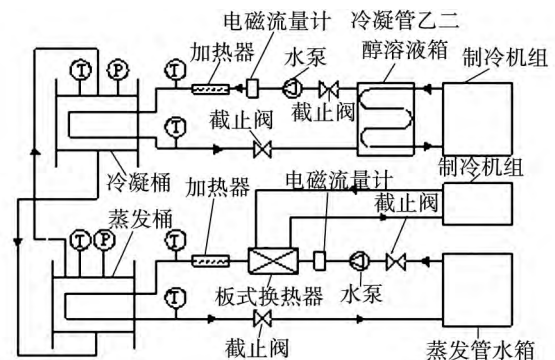 电磁流量计
冷凝管乙二
醇溶液箱
加热器
水泵
制冷机组
T
P
T
截止阀
截止阀
T
冷凝桶
制冷机组
加热器
电磁流量计
截止阀
蒸发桶
T
P
T
板式换热器
水泵
T
截止阀
蒸发管水箱